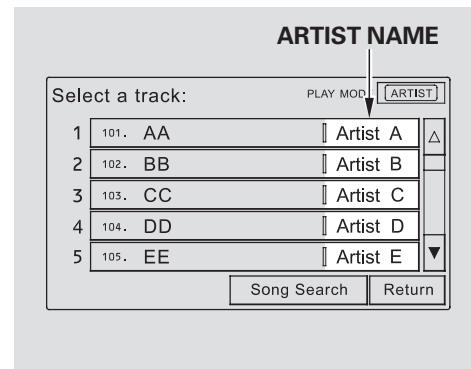 ARTIST NAME
Select a track: PLAY MOD ARTIST
1 101. AA Artist A
2 102. BB Artist B
3 103. CC Artist C
4 104. DD Artist D
5 105. EE Artist E
Song Search Return